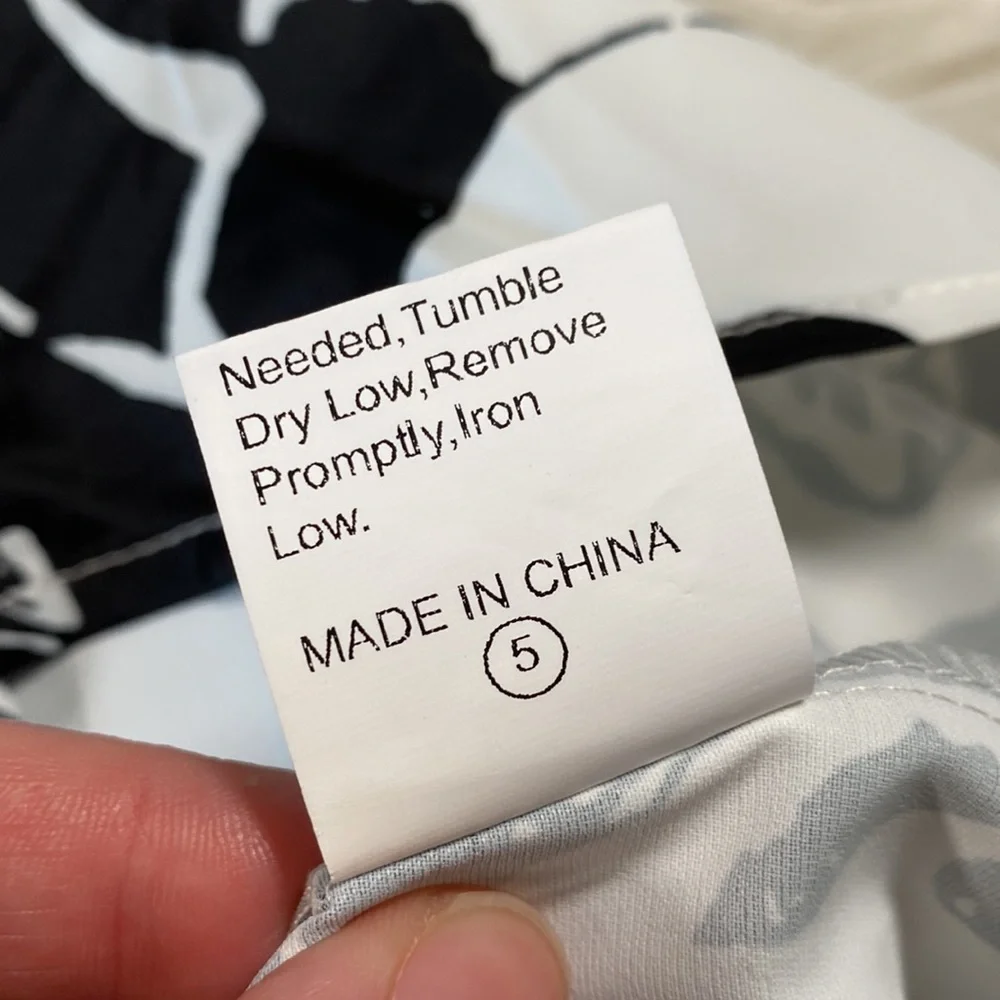 Needed,Tumble
Dry Low,Remove
Promptly,Iron
Low.
MADE IN CHINA
5